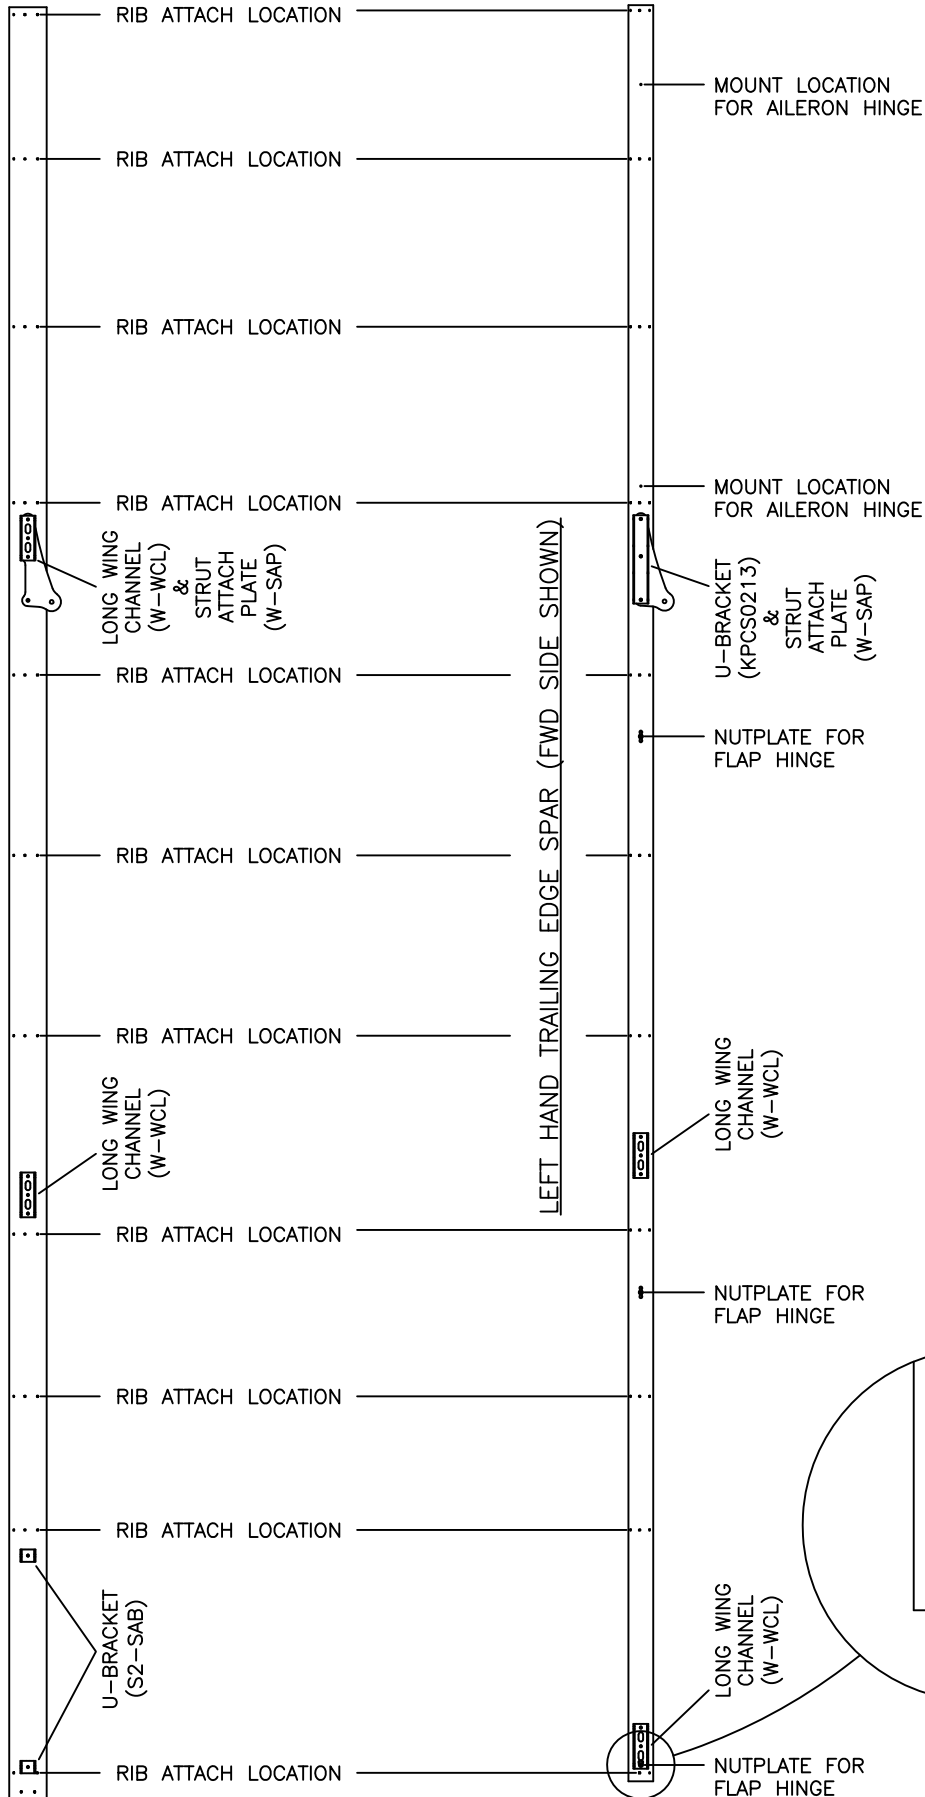 RIB ATTACH LOCATION
MOUNT LOCATION
FOR AILERON HINGE
RIB ATTACH LOCATION
RIB ATTACH LOCATION
RIB ATTACH LOCATION
MOUNT LOCATION
FOR AILERON HINGE
LONG WING
CHANNEL
(W-WCL)
&
STRUT
ATTACH
PLATE
(W-SAP)
U-BRACKET
(KPCS0213)
&
STRUT
ATTACH
PLATE
(W-SAP)
LEFT HAND TRAILING EDGE SPAR (FWD SIDE SHOWN)
RIB ATTACH LOCATION
NUTPLATE FOR
FLAP HINGE
RIB ATTACH LOCATION
RIB ATTACH LOCATION
LONG WING
CHANNEL
(W-WCL)
LONG WING
CHANNEL
(W-WCL)
RIB ATTACH LOCATION
NUTPLATE FOR
FLAP HINGE
RIB ATTACH LOCATION
RIB ATTACH LOCATION
U-BRACKET
(S2-SAB)
LONG WING
CHANNEL
(W-WCL)
RIB ATTACH LOCATION
NUTPLATE FOR
FLAP HINGE